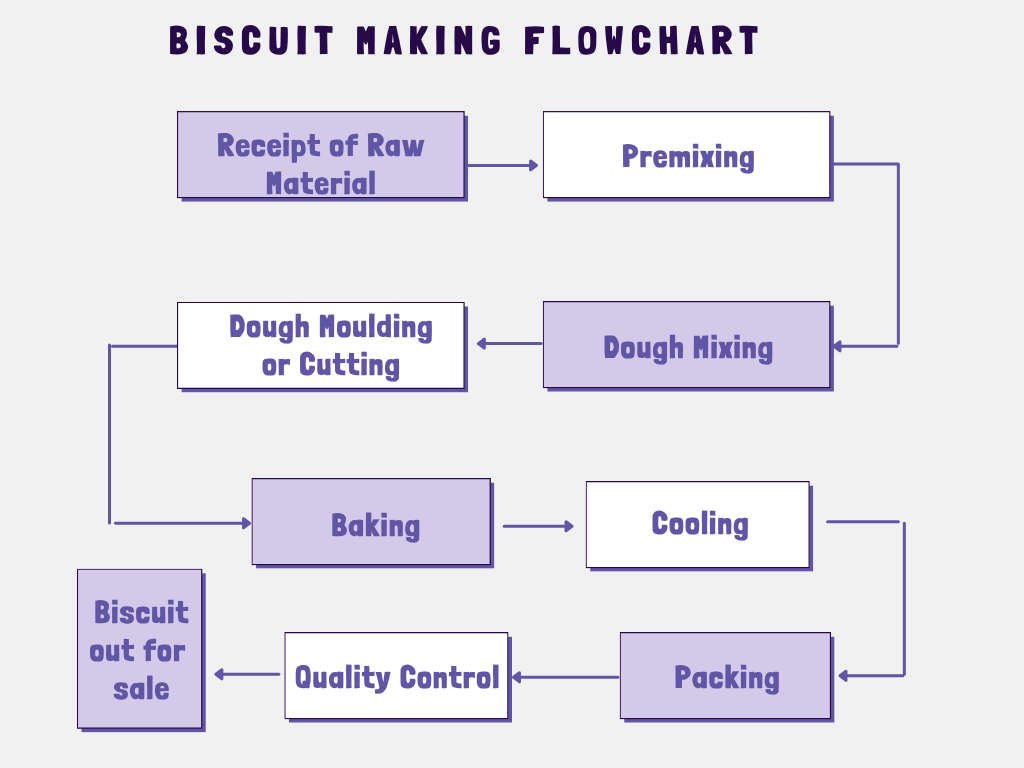 BISCUIT MAKING FLOWCHART
Receipt of Raw
Material
Premixing
Dough Moulding
or Cutting
Dough Mixing
Baking
Cooling
Biscuit
out for
sale
Quality Control
Packing